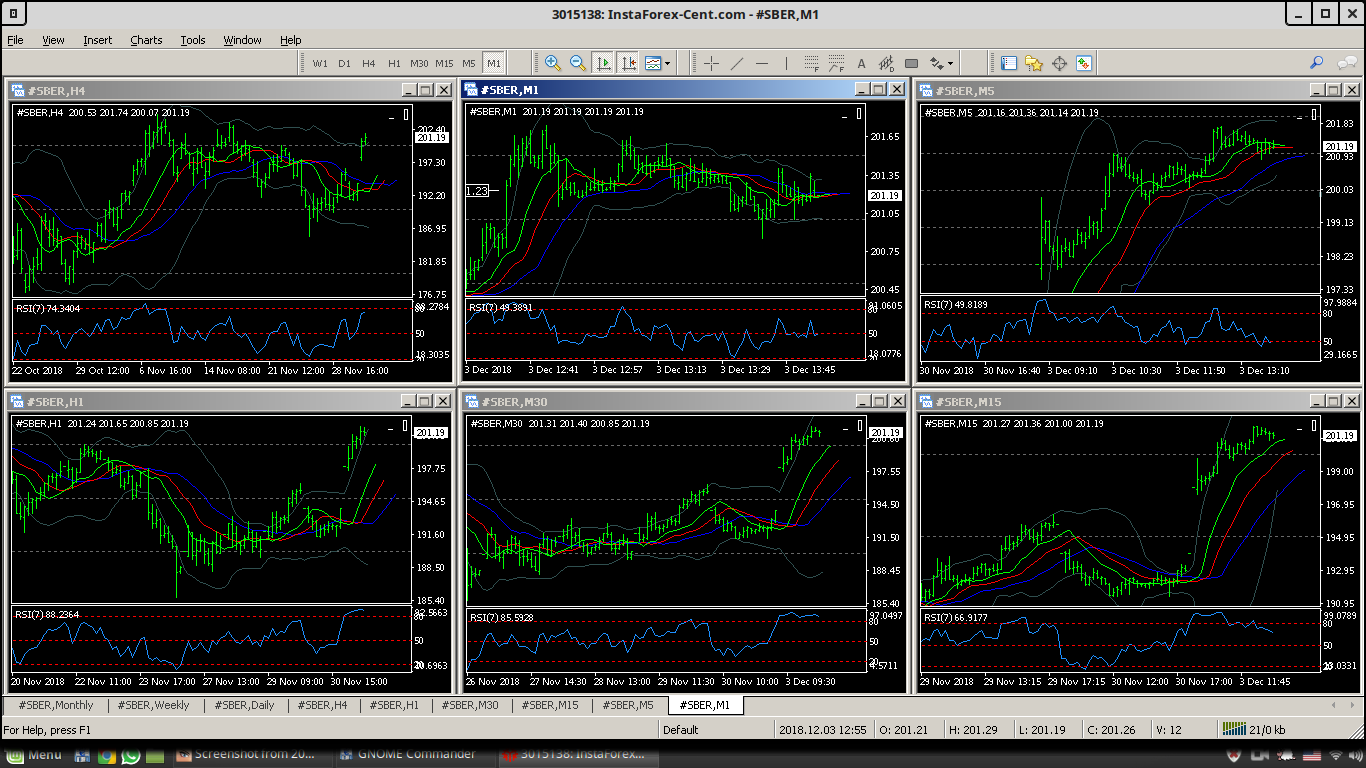 3015138: InstaForex-Cent.com - #SBER,M1
File View Insert Charts Tools Window Help
W1 D1 H4 H1 M30 M15 M5 M1
#SBER,H4
#SBER,H4 200.53 201.74 200.07 201.19
202.40
201.19
197.30
192.20
186.95
181.85
176.75
RSI(7) 74.3404
50
18.3035
22 Oct 2018 29 Oct 12:00 6 Nov 16:00 14 Nov 08:00 21 Nov 12:00 28 Nov 16:00
#SBER,M1
#SBER,M1 201.19 201.19 201.19 201.19
1.23
201.65
201.35
201.19
201.05
200.75
200.45
RSI(7) 49.3891
91.0605
80
50
18.0776
3 Dec 2018 3 Dec 12:41 3 Dec 12:57 3 Dec 13:13 3 Dec 13:29 3 Dec 13:45
#SBER,M5
#SBER,M5 201.16 201.36 201.14 201.19
201.83
201.19
200.93
200.03
199.13
198.23
197.33
RSI(7) 49.8189
97.9884
80
50
29.1665
30 Nov 2018 30 Nov 16:40 3 Dec 09:10 3 Dec 10:30 3 Dec 11:50 3 Dec 13:10
#SBER,H1
#SBER,H1 201.24 201.65 200.85 201.19
201.19
197.75
194.65
191.60
188.50
185.40
RSI(7) 88.2364
92.5663
80
50
20 Nov 2018 22 Nov 11:00 23 Nov 17:00 27 Nov 13:00 29 Nov 09:00 30 Nov 15:00
#SBER,M30
#SBER,M30 201.31 201.40 200.85 201.19
201.19
200.60
197.55
194.50
191.50
188.45
185.40
RSI(7) 85.5928
97.0497
80
50
26 Nov 2018 27 Nov 14:30 28 Nov 13:00 29 Nov 11:30 30 Nov 10:00 3 Dec 09:30
#SBER,M15
#SBER,M15 201.27 201.36 201.00 201.19
201.19
199.00
196.95
194.95
192.95
190.95
RSI(7) 66.9177
99.0789
80
50
29 Nov 2018 29 Nov 13:15 29 Nov 17:15 30 Nov 12:00 30 Nov 17:00 3 Dec 11:45
#SBER,Monthly #SBER,Weekly #SBER,Daily #SBER,H4 #SBER,H1 #SBER,M30 #SBER,M15 #SBER,M5 #SBER,M1
For Help, press F1 Default 2018.12.03 12:55 O: 201.21 H: 201.29 L: 201.19 C: 201.26 V: 12 21/0 kb
Menu Screenshot from 20... GNOME Commander 3015138: InstaForex...